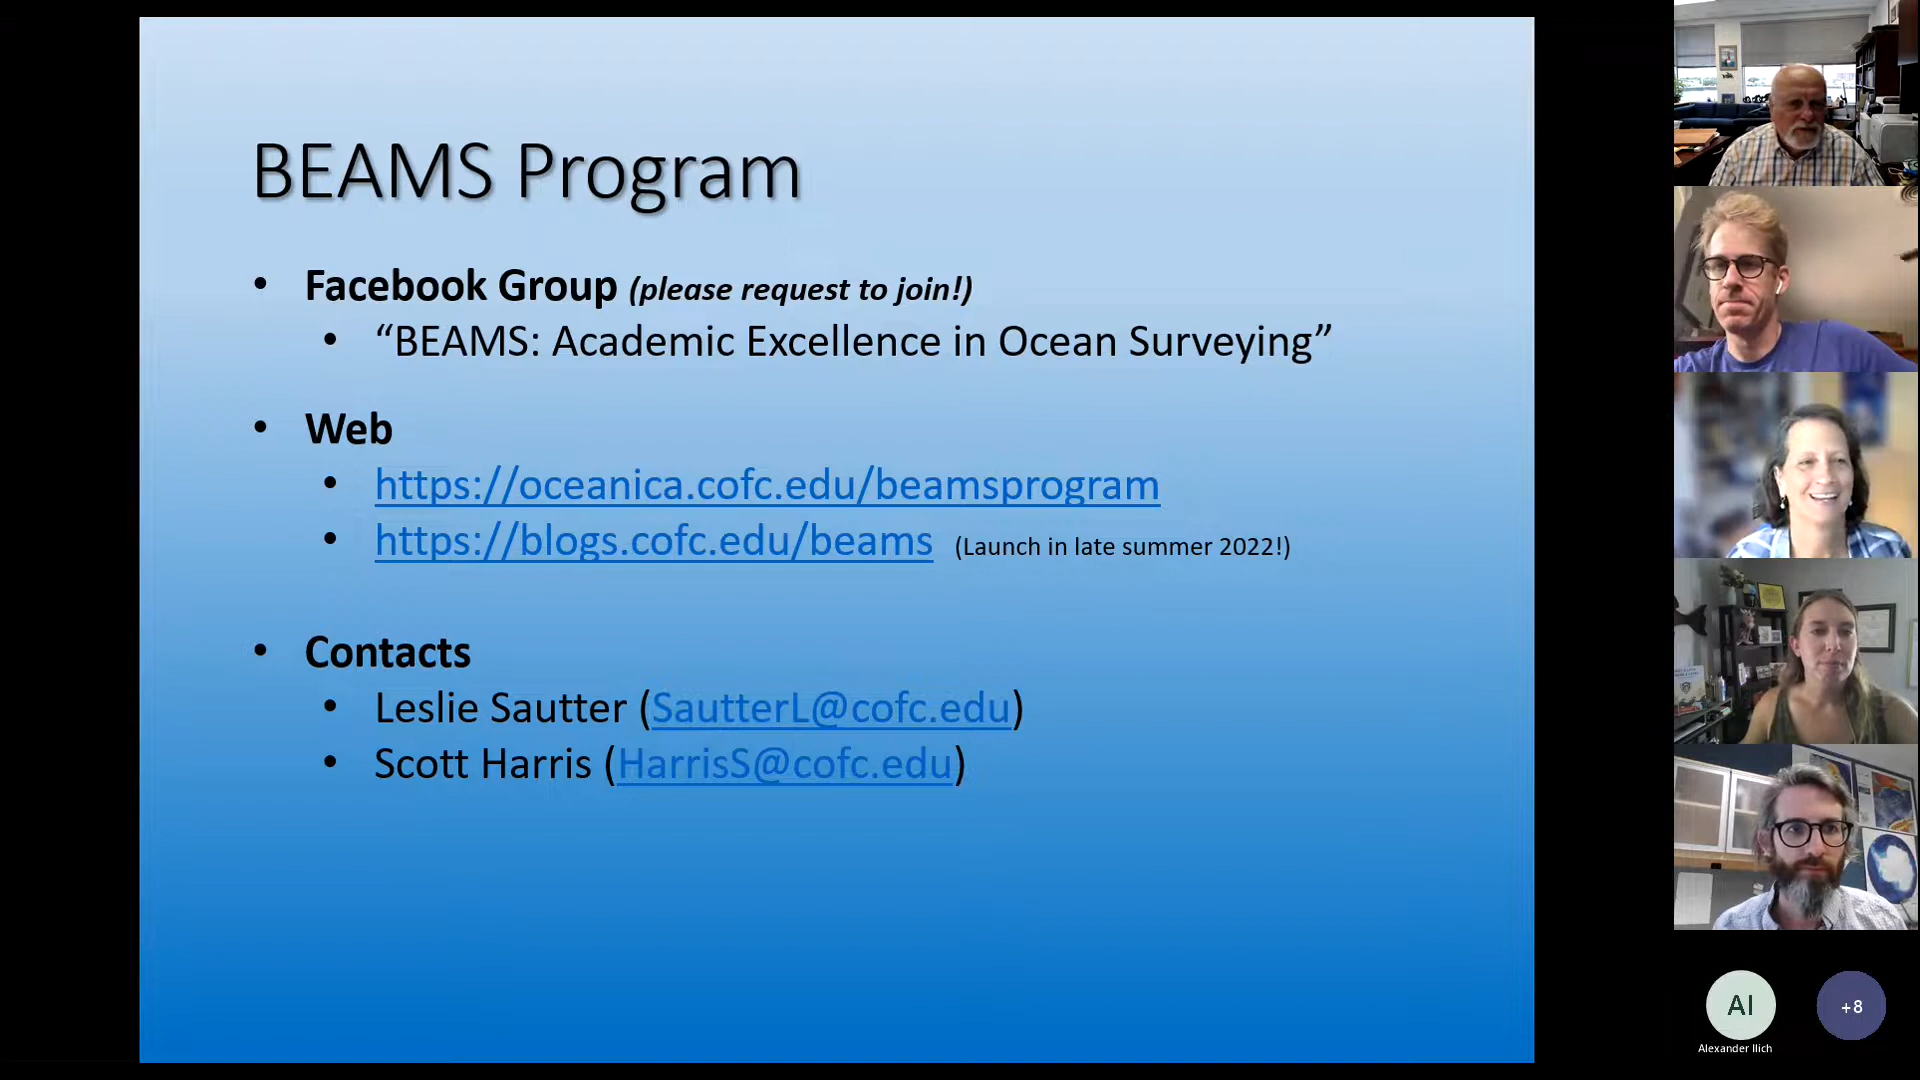 BEAMS Program
• Facebook Group (please request to join!)
• “BEAMS: Academic Excellence in Ocean Surveying”
• Web
• https://oceanica.cofc.edu/beamsprogram
• https://blogs.cofc.edu/beams (Launch in late summer 2022!)
• Contacts
• Leslie Sautter (SautterL@cofc.edu)
• Scott Harris (HarrisS@cofc.edu)
AI
+8
Alexander Ilich